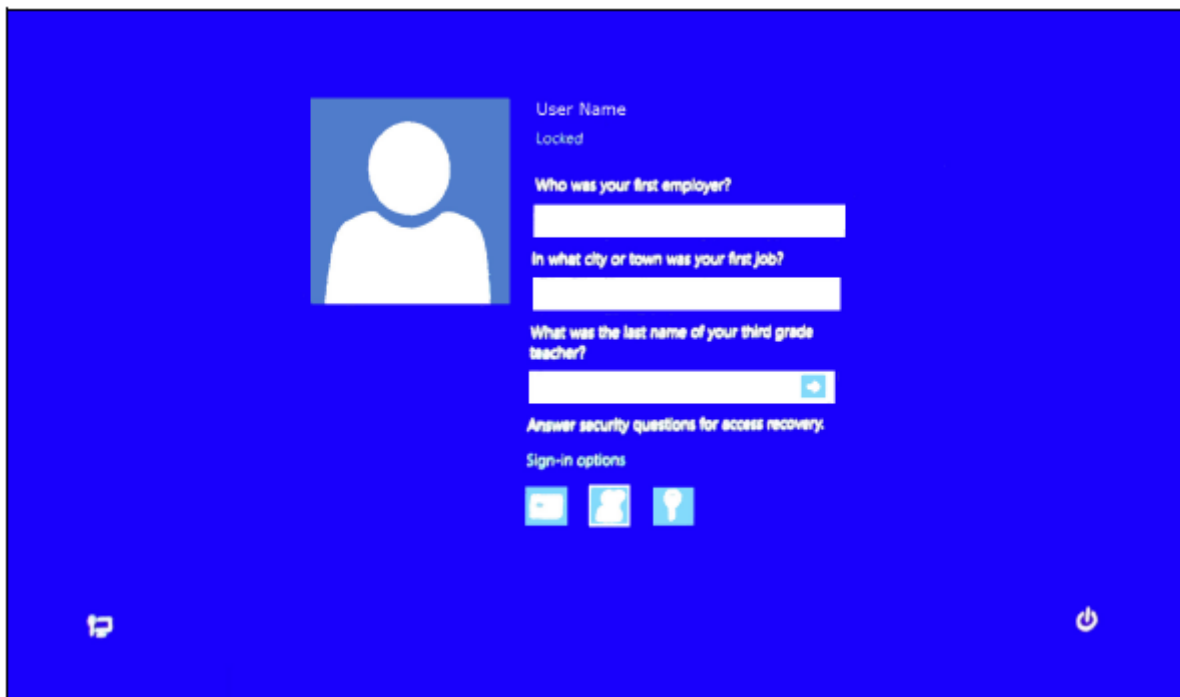 User Name
Locked
Who was your first employer?
In what city or town was your first job?
What was the last name of your third grade
teacher?
Answer security questions for access recovery.
Sign-in options